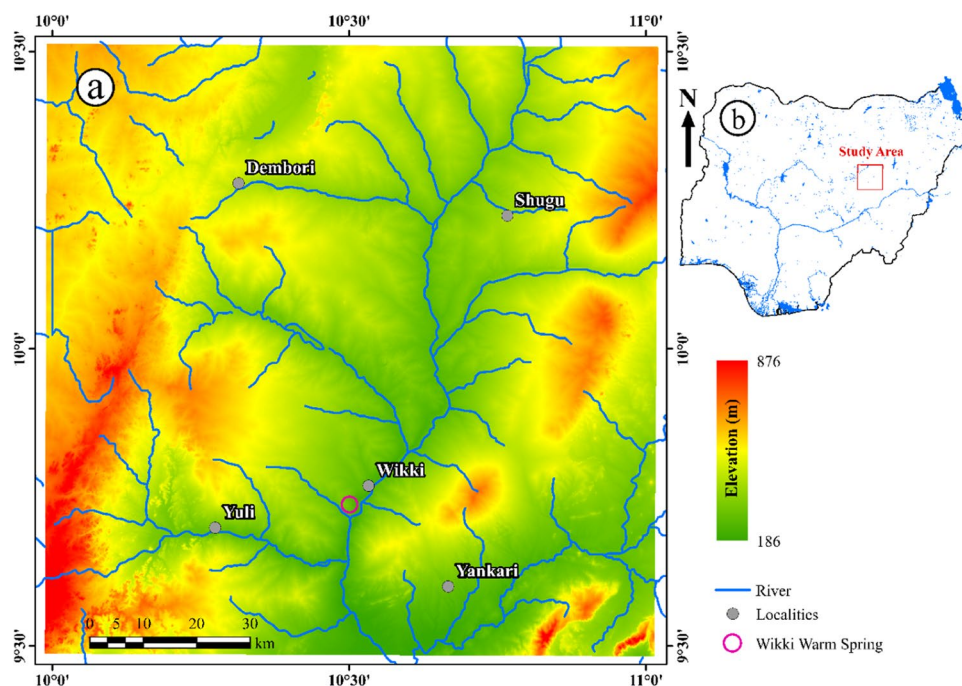 10°0'
10°30'
11°0'
10°30'
10°30'
a
N
b
Study Area
Dembori
Shugu
10°0'
10°0'
876
Elevation (m)
186
Wikki
Yuli
Yankari
River
Localitics
Wikki Warm Spring
0 5 10 20 30
km
9°30'
9°30'
10°0'
10°30'
11°0'